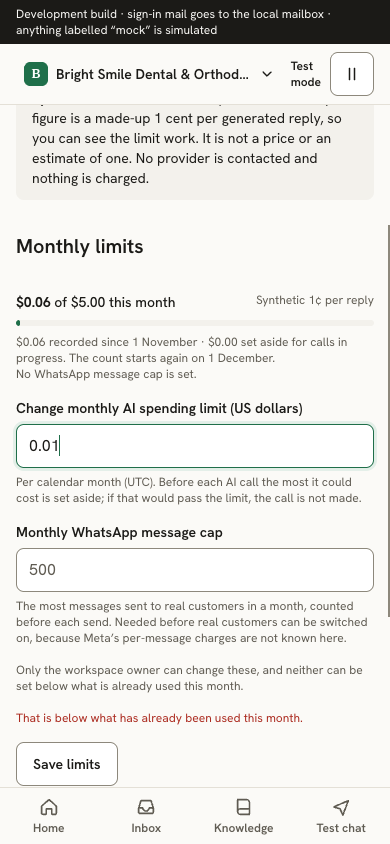 Development build · sign-in mail goes to the local mailbox ·
anything labelled “mock” is simulated
B
Bright Smile Dental & Orthod...
Test
mode
figure is a made-up 1 cent per generated reply, so
you can see the limit work. It is not a price or an
estimate of one. No provider is contacted and
nothing is charged.
Monthly limits
$0.06 of $5.00 this month
Synthetic 1¢ per reply
$0.06 recorded since 1 November · $0.00 set aside for calls in
progress. The count starts again on 1 December.
No WhatsApp message cap is set.
Change monthly AI spending limit (US dollars)
0.01
Per calendar month (UTC). Before each AI call the most it could
cost is set aside; if that would pass the limit, the call is not made.
Monthly WhatsApp message cap
500
The most messages sent to real customers in a month, counted
before each send. Needed before real customers can be switched
on, because Meta’s per-message charges are not known here.
Only the workspace owner can change these, and neither can be
set below what is already used this month.
That is below what has already been used this month.
Save limits
Home
Inbox
Knowledge
Test chat